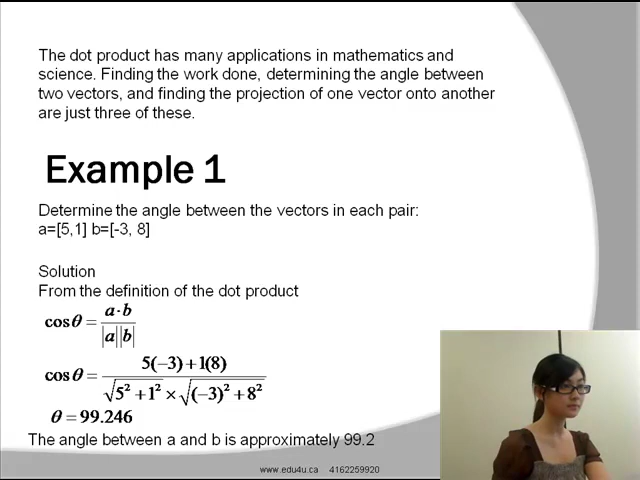 The dot product has many applications in mathematics and
science. Finding the work done, determining the angle between
two vectors, and finding the projection of one vector onto another
are just three of these.
Example 1
Determine the angle between the vectors in each pair:
a=[5,1] b=[-3, 8]
Solution
From the definition of the dot product
cosθ = a·b / |a||b|
cosθ = 5(−3)+1(8) / √5²+1² × √(−3)²+8²
θ = 99.246
The angle between a and b is approximately 99.2
www.edu4u.ca 4162259920